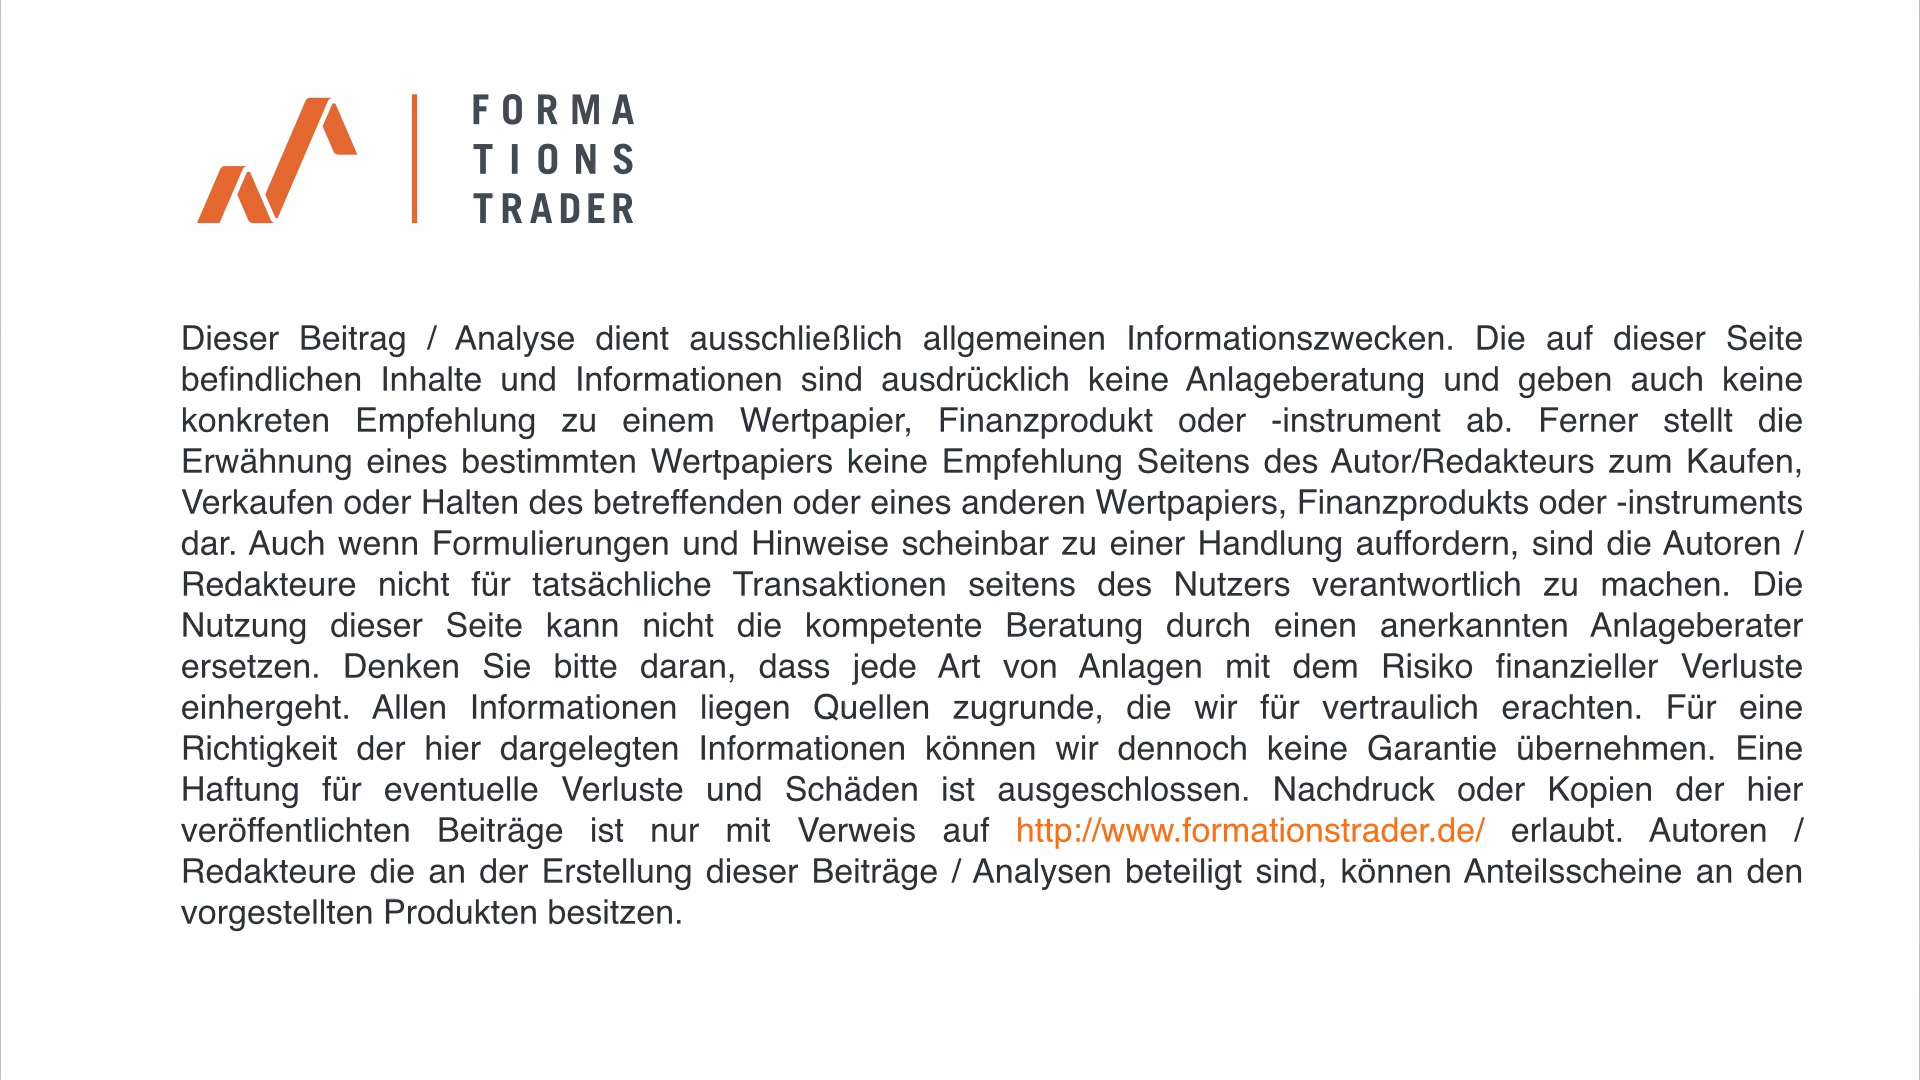 FORMA
TIONS
TRADER
Dieser Beitrag / Analyse dient ausschließlich allgemeinen Informationszwecken. Die auf dieser Seite
befindlichen Inhalte und Informationen sind ausdrücklich keine Anlageberatung und geben auch keine
konkreten Empfehlung zu einem Wertpapier, Finanzprodukt oder -instrument ab. Ferner stellt die
Erwähnung eines bestimmten Wertpapiers keine Empfehlung Seitens des Autor/Redakteurs zum Kaufen,
Verkaufen oder Halten des betreffenden oder eines anderen Wertpapiers, Finanzprodukts oder -instruments
dar. Auch wenn Formulierungen und Hinweise scheinbar zu einer Handlung auffordern, sind die Autoren /
Redakteure nicht für tatsächliche Transaktionen seitens des Nutzers verantwortlich zu machen. Die
Nutzung dieser Seite kann nicht die kompetente Beratung durch einen anerkannten Anlageberater
ersetzen. Denken Sie bitte daran, dass jede Art von Anlagen mit dem Risiko finanzieller Verluste
einhergeht. Allen Informationen liegen Quellen zugrunde, die wir für vertraulich erachten. Für eine
Richtigkeit der hier dargelegten Informationen können wir dennoch keine Garantie übernehmen. Eine
Haftung für eventuelle Verluste und Schäden ist ausgeschlossen. Nachdruck oder Kopien der hier
veröffentlichten Beiträge ist nur mit Verweis auf http://www.formationstrader.de/ erlaubt. Autoren /
Redakteure die an der Erstellung dieser Beiträge / Analysen beteiligt sind, können Anteilsscheine an den
vorgestellten Produkten besitzen.